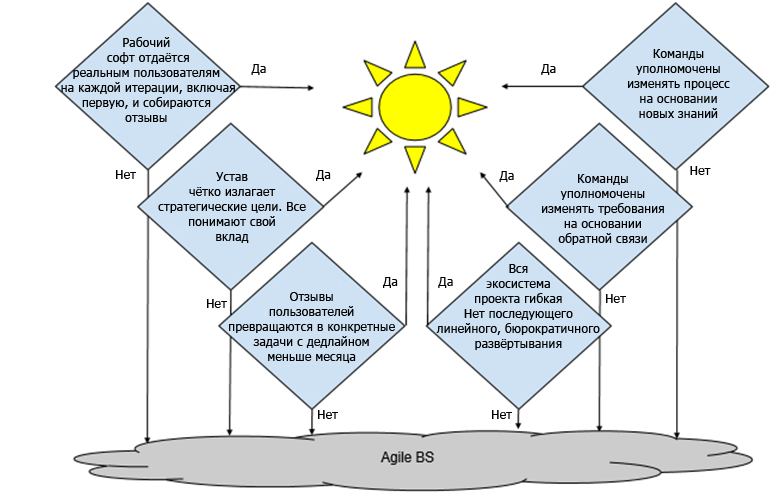 Рабочий
софт отдаётся
реальным пользователям
на каждой итерации, включая
первую, и собираются
отзывы
Да
Нет
Устав
чётко излагает
стратегические цели. Все
понимают свой
вклад
Да
Нет
Отзывы
пользователей
превращаются в конкретные
задачи с дедлайном
меньше месяца
Да
Нет
Вся
экосистема
проекта гибкая
Нет последующего
линейного, бюрократичного
развёртывания
Да
Нет
Команды
уполномочены
изменять требования
на основании
обратной связи
Да
Нет
Команды
уполномочены
изменять процесс
на основании
новых знаний
Да
Нет
Agile BS